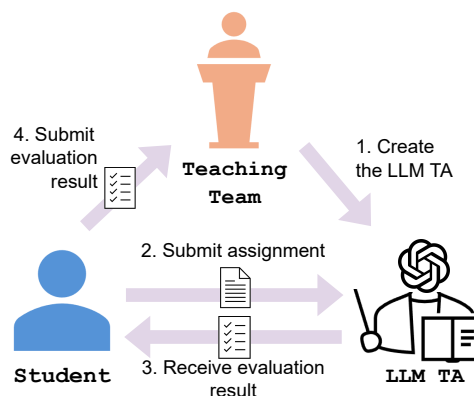 4. Submit
evaluation
result
1. Create
the LLM TA
Teaching
Team
2. Submit assignment
3. Receive evaluation
result
Student
LLM TA